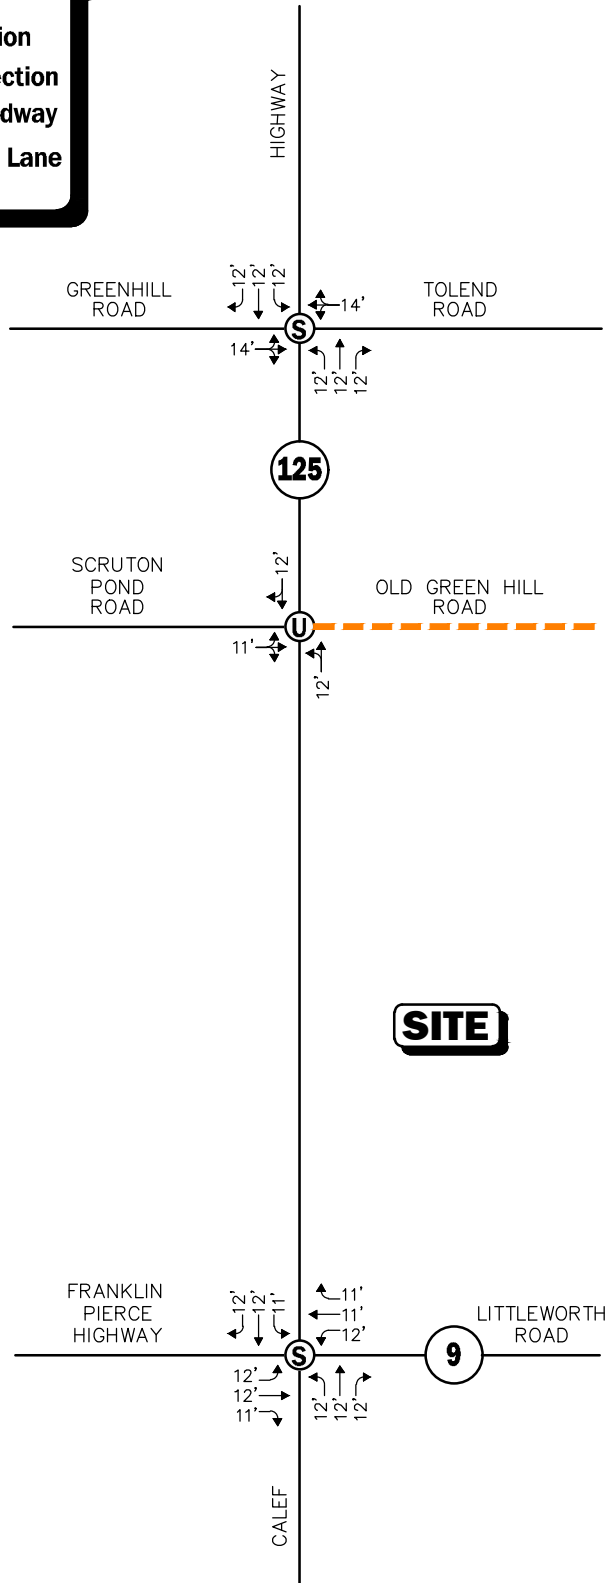 ion
ction
dway
Lane
HIGHWAY
12' 12' 12'
GREENHILL
ROAD
14'
TOLEND
ROAD
S
14'
12' 12' 12'
125
SCRUTON
POND
ROAD
12'
OLD GREEN HILL
ROAD
U
11'
12'
SITE
FRANKLIN
PIERCE
HIGHWAY
12' 12' 11'
11'
11'
12'
LITTLEWORTH
ROAD
S
9
12'
12'
11'
12' 12' 12'
CALEF